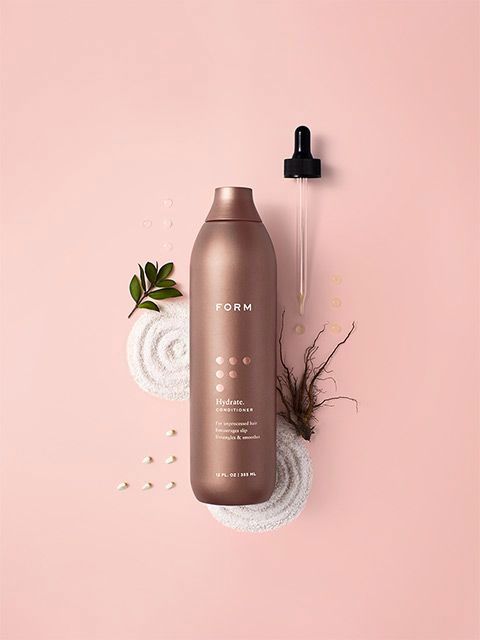 FORM
Hydrate.
CONDITIONER
For unprocessed hair
Encourages slip
Detangles & smoothes
12 FL. OZ | 355 ML